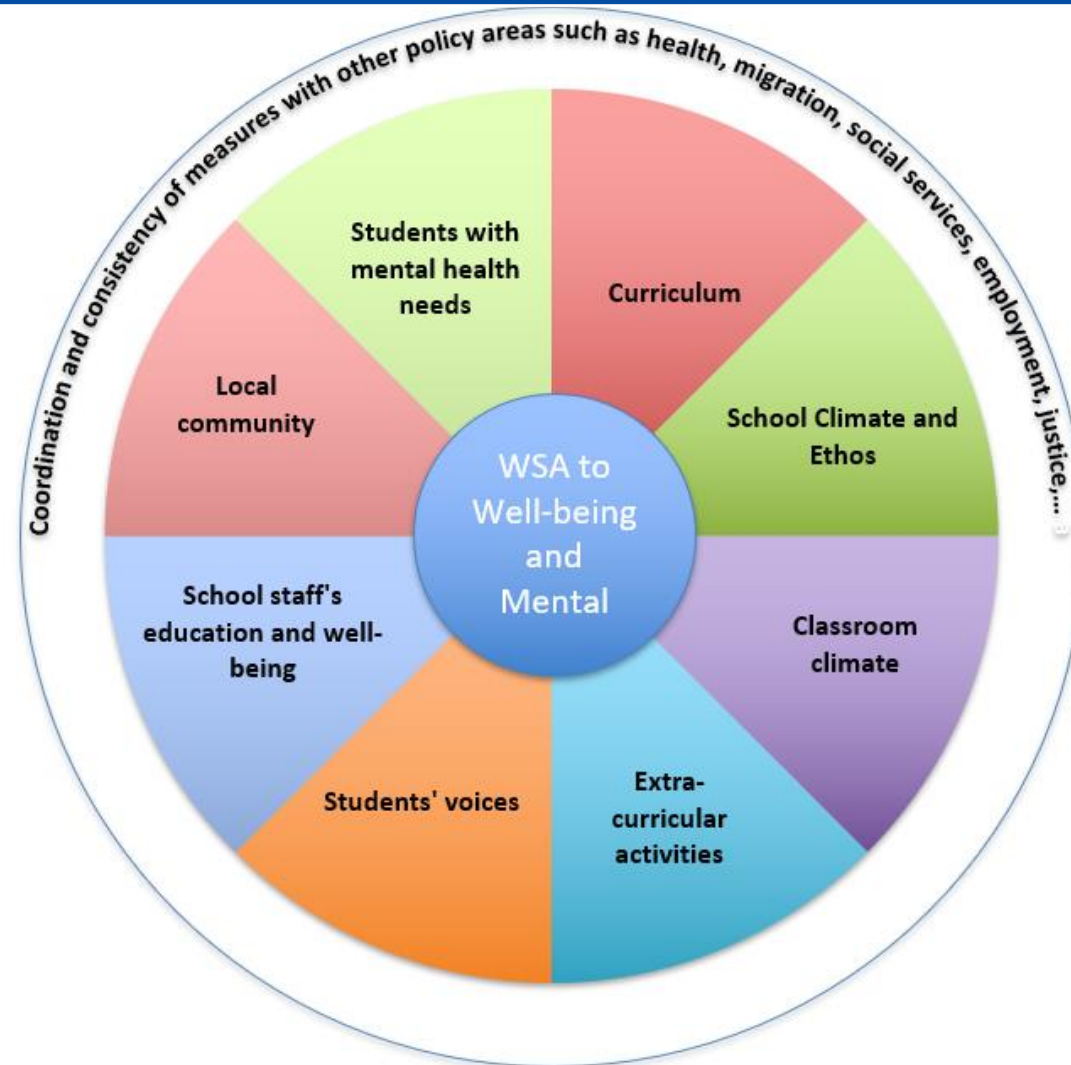 Coordination and consistency of measures with other policy areas such as health, migration, social services, employment, justice,...
Students with
mental health
needs
Curriculum
Local
community
School Climate and
Ethos
WSA to
Well-being
and
Mental
School staff's
education and well-
being
Classroom
climate
Students' voices
Extra-
curricular
activities